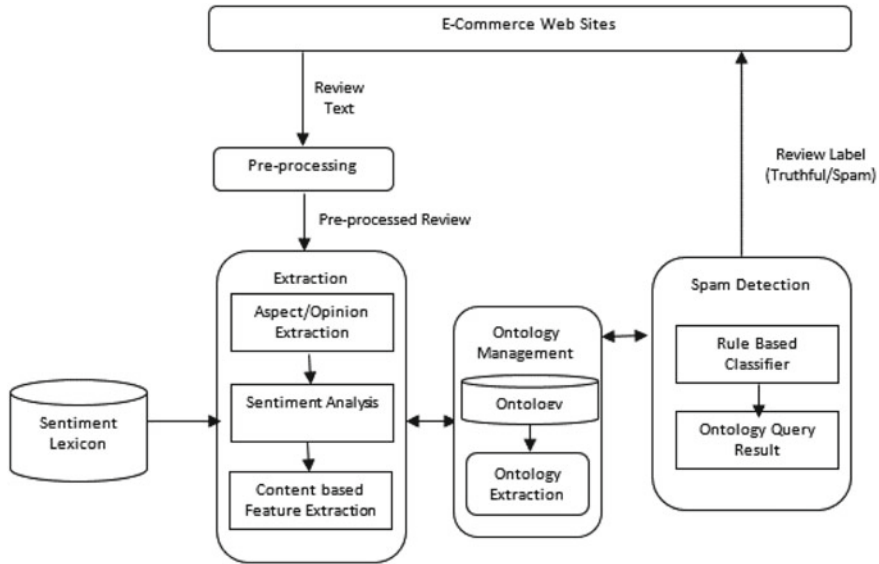 E-Commerce Web Sites
Review
Text
Pre-processing
Review Label
(Truthful/Spam)
Pre-processed Review
Extraction
Aspect/Opinion
Extraction
Sentiment Analysis
Content based
Feature Extraction
Sentiment
Lexicon
Ontology
Management
Ontology
Ontology
Extraction
Spam Detection
Rule Based
Classifier
Ontology Query
Result